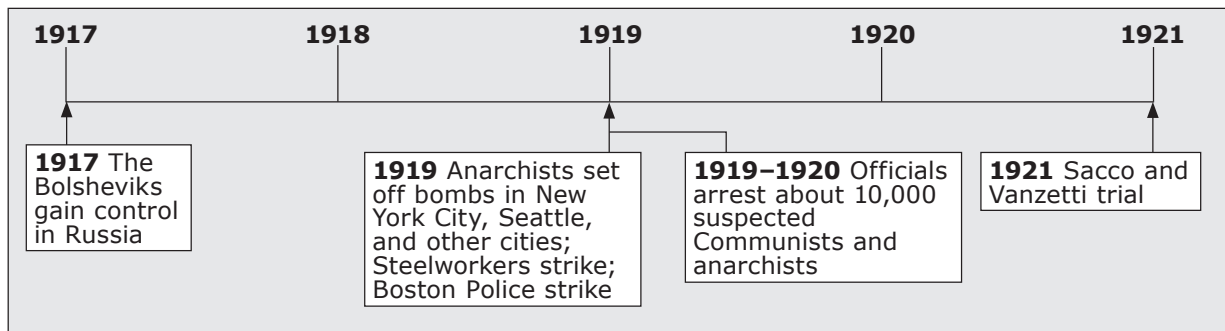 1917 1918 1919 1920 1921
1917 The
Bolsheviks
gain control
in Russia
1919 Anarchists set
off bombs in New
York City, Seattle,
and other cities;
Steelworkers strike;
Boston Police strike
1919–1920 Officials
arrest about 10,000
suspected
Communists and
anarchists
1921 Sacco and
Vanzetti trial